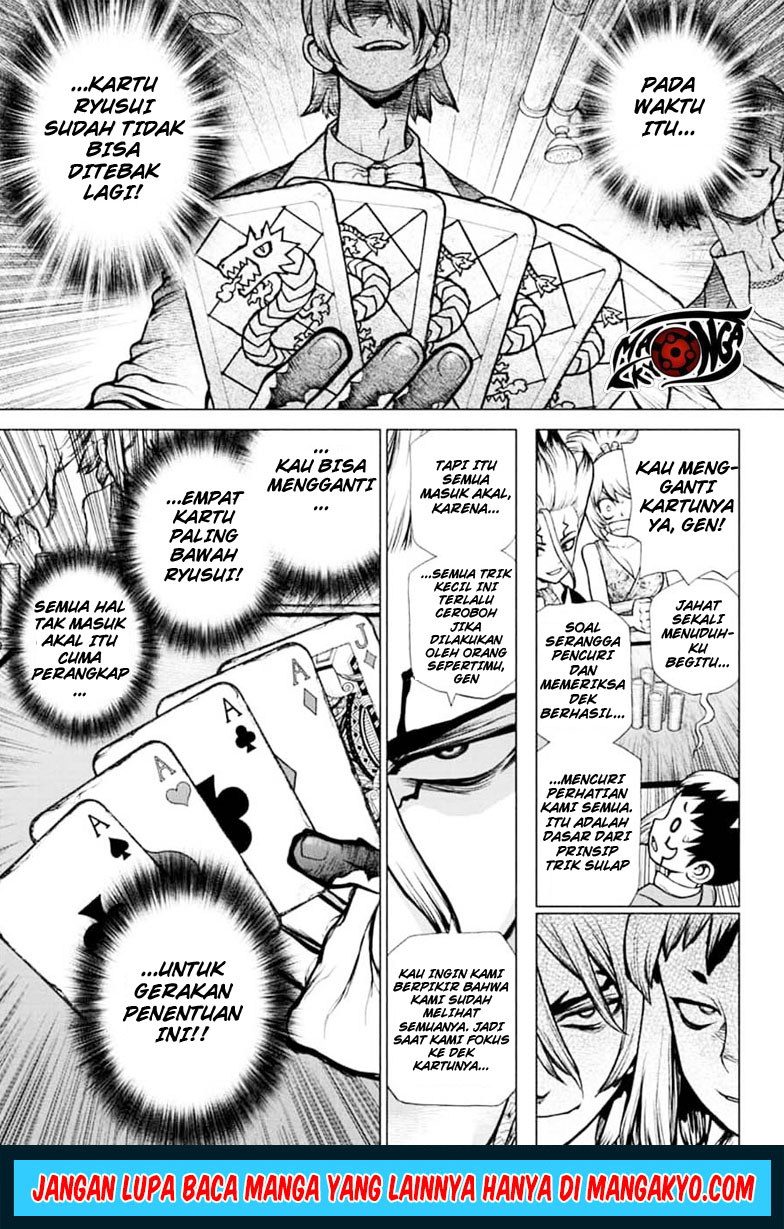 PADA
WAKTU
ITU...
...KARTU
RYUSUI
SUDAH TIDAK
BISA
DITEBAK
LAGI!
MANGA
KYO
KAU MENG-
GANTI
KARTUNYA
YA, GEN!
JAHAT
SEKALI
MENUDUH-
KU
BEGITU...
SOAL
SERANGGA
PENCURI
DAN
MEMERIKSA
DEK
BERHASIL...
...MENCURI
PERHATIAN
KAMI SEMUA.
ITU ADALAH
DASAR DARI
PRINSIP
TRIK SULAP
TAPI ITU
SEMUA
MASUK AKAL,
KARENA...
...SEMUA TRIK
KECIL INI
TERLALU
CEROBOH
JIKA
DILAKUKAN
OLEH ORANG
SEPERTIMU,
GEN
KAU INGIN KAMI
BERPIKIR BAHWA
KAMI SUDAH
MELIHAT
SEMUANYA. JADI
SAAT KAMI FOKUS
KE DEK
KARTUNYA...
...
KAU BISA
MENGGANTI
...
...EMPAT
KARTU
PALING
BAWAH
RYUSUI!
SEMUA HAL
TAK MASUK
AKAL ITU
CUMA
PERANGKAP
...
A
A
A
A
J
...UNTUK
GERAKAN
PENENTUAN
INI!!
JANGAN LUPA BACA MANGA YANG LAINNYA HANYA DI MANGAKYO.COM